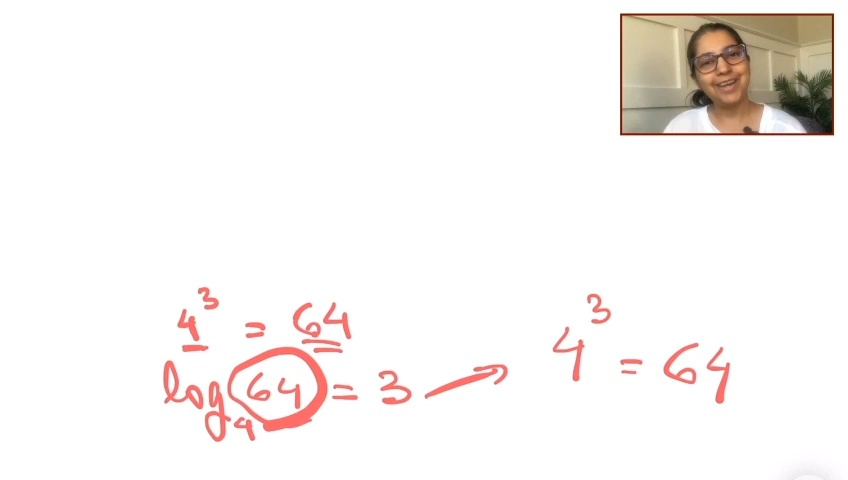 4³ = 64
log₄ 64 = 3 → 4³ = 64